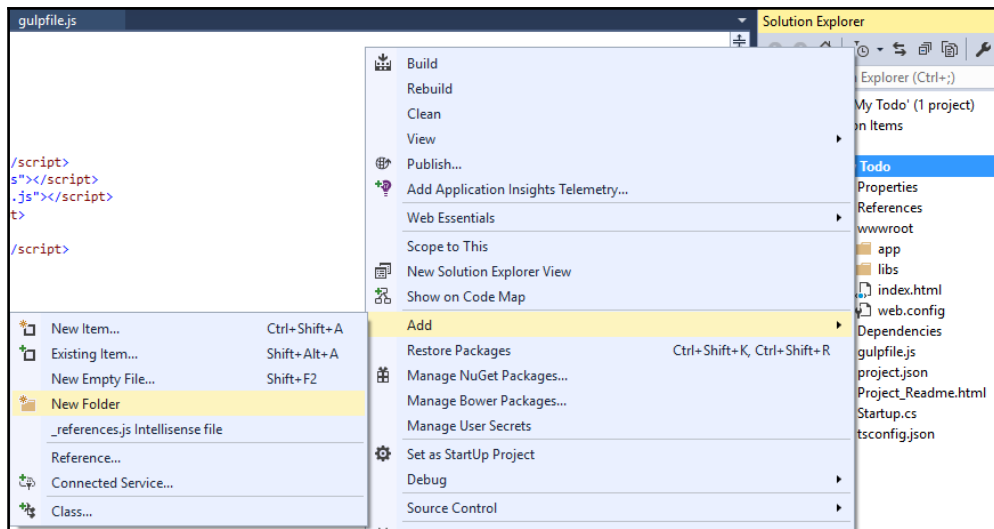 gulpfile.js
Solution Explorer
Explorer (Ctrl+;)
My Todo' (1 project)
on Items
Todo
Properties
References
wwwroot
app
libs
index.html
web.config
Dependencies
gulpfile.js
project.json
Project_Readme.html
Startup.cs
tsconfig.json
/script>
s"></script>
.js"></script>
t>
/script>
Build
Rebuild
Clean
View
Publish...
Add Application Insights Telemetry...
Web Essentials
Scope to This
New Solution Explorer View
Show on Code Map
Add
Restore Packages Ctrl+Shift+K, Ctrl+Shift+R
Manage NuGet Packages...
Manage Bower Packages...
Manage User Secrets
Set as StartUp Project
Debug
Source Control
New Item... Ctrl+Shift+A
Existing Item... Shift+Alt+A
New Empty File... Shift+F2
New Folder
_references.js Intellisense file
Reference...
Connected Service...
Class...